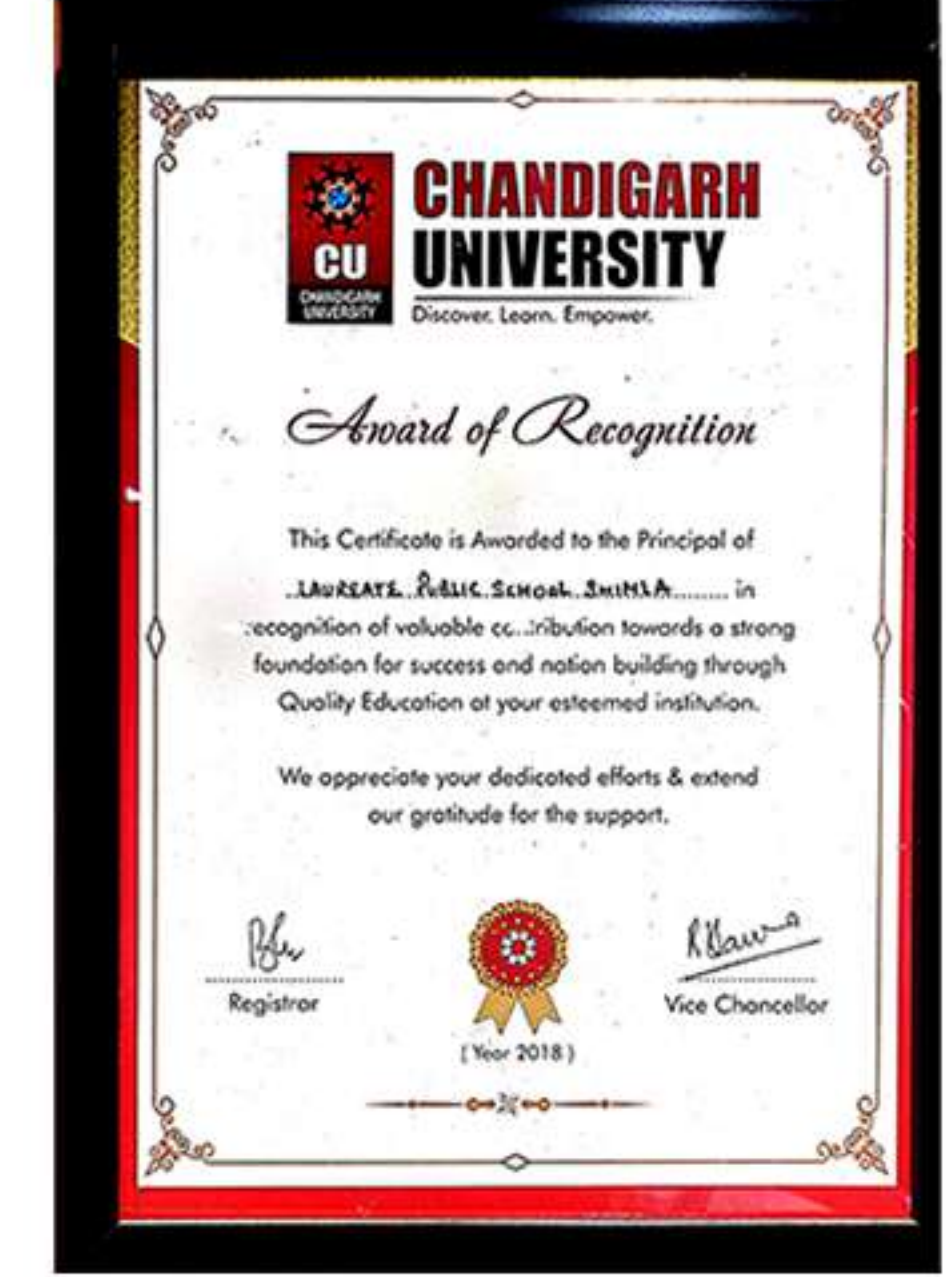 CU
CHANDIGARH
UNIVERSITY
CHANDIGARH
UNIVERSITY
Discover. Learn. Empower.
Award of Recognition
This Certificate is Awarded to the Principal of
LAUREATE PUBLIC SCHOOL SHIMLA........ in
recognition of valuable contribution towards a strong
foundation for success and nation building through
Quality Education at your esteemed institution.
We appreciate your dedicated efforts & extend
our gratitude for the support.
Registrar
Vice Chancellor
( Year 2018 )